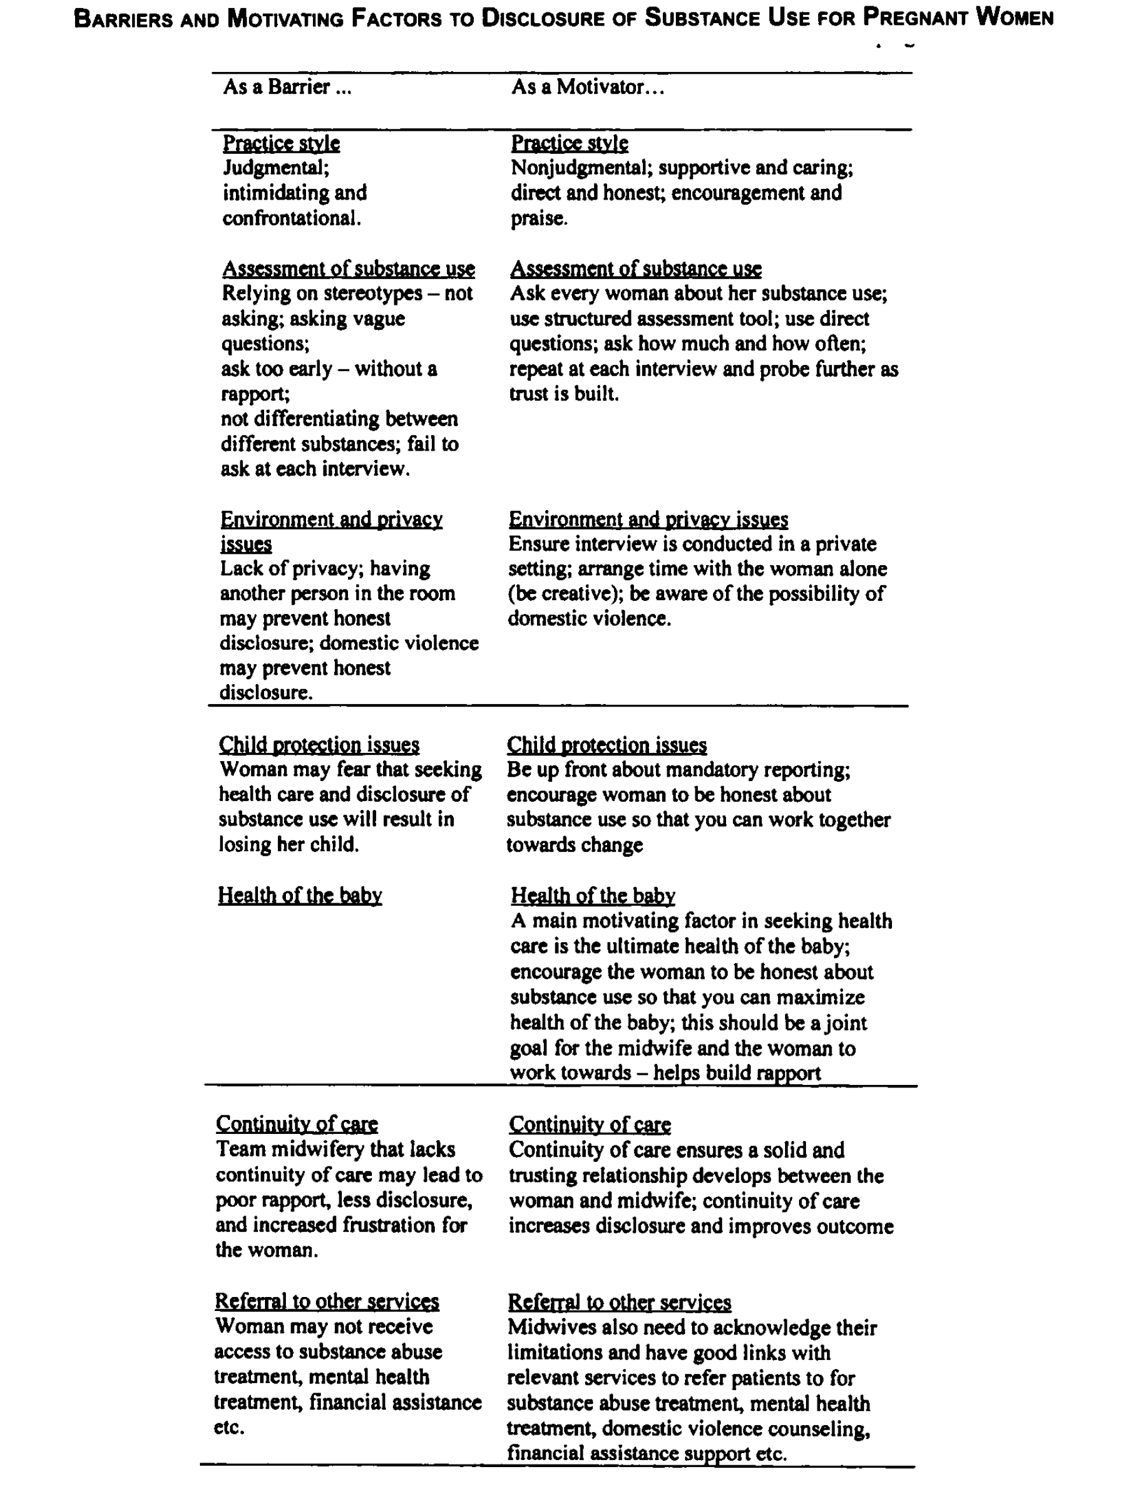 BARRIERS AND MOTIVATING FACTORS TO DISCLOSURE OF SUBSTANCE USE FOR PREGNANT WOMEN
As a Barrier ...
As a Motivator...
Practice style
Judgmental;
intimidating and
confrontational.
Practice style
Nonjudgmental; supportive and caring;
direct and honest; encouragement and
praise.
Assessment of substance use
Relying on stereotypes – not
asking; asking vague
questions;
ask too early – without a
rapport;
not differentiating between
different substances; fail to
ask at each interview.
Assessment of substance use
Ask every woman about her substance use;
use structured assessment tool; use direct
questions; ask how much and how often;
repeat at each interview and probe further as
trust is built.
Environment and privacy
issues
Lack of privacy; having
another person in the room
may prevent honest
disclosure; domestic violence
may prevent honest
disclosure.
Environment and privacy issues
Ensure interview is conducted in a private
setting; arrange time with the woman alone
(be creative); be aware of the possibility of
domestic violence.
Child protection issues
Woman may fear that seeking
health care and disclosure of
substance use will result in
losing her child.
Child protection issues
Be up front about mandatory reporting;
encourage woman to be honest about
substance use so that you can work together
towards change
Health of the baby
Health of the baby
A main motivating factor in seeking health
care is the ultimate health of the baby;
encourage the woman to be honest about
substance use so that you can maximize
health of the baby; this should be a joint
goal for the midwife and the woman to
work towards – helps build rapport
Continuity of care
Team midwifery that lacks
continuity of care may lead to
poor rapport, less disclosure,
and increased frustration for
the woman.
Continuity of care
Continuity of care ensures a solid and
trusting relationship develops between the
woman and midwife; continuity of care
increases disclosure and improves outcome
Referral to other services
Woman may not receive
access to substance abuse
treatment, mental health
treatment, financial assistance
etc.
Referral to other services
Midwives also need to acknowledge their
limitations and have good links with
relevant services to refer patients to for
substance abuse treatment, mental health
treatment, domestic violence counseling,
financial assistance support etc.